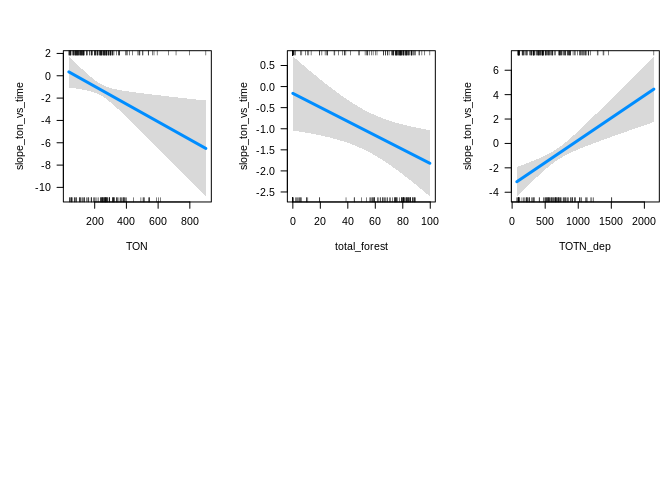 slope_ton_vs_time
2
0
-2
-4
-6
-8
-10
200 400 600 800
TON
slope_ton_vs_time
0.5
0.0
-0.5
-1.0
-1.5
-2.0
-2.5
0 20 40 60 80 100
total_forest
slope_ton_vs_time
6
4
2
0
-2
-4
0 500 1000 1500 2000
TOTN_dep